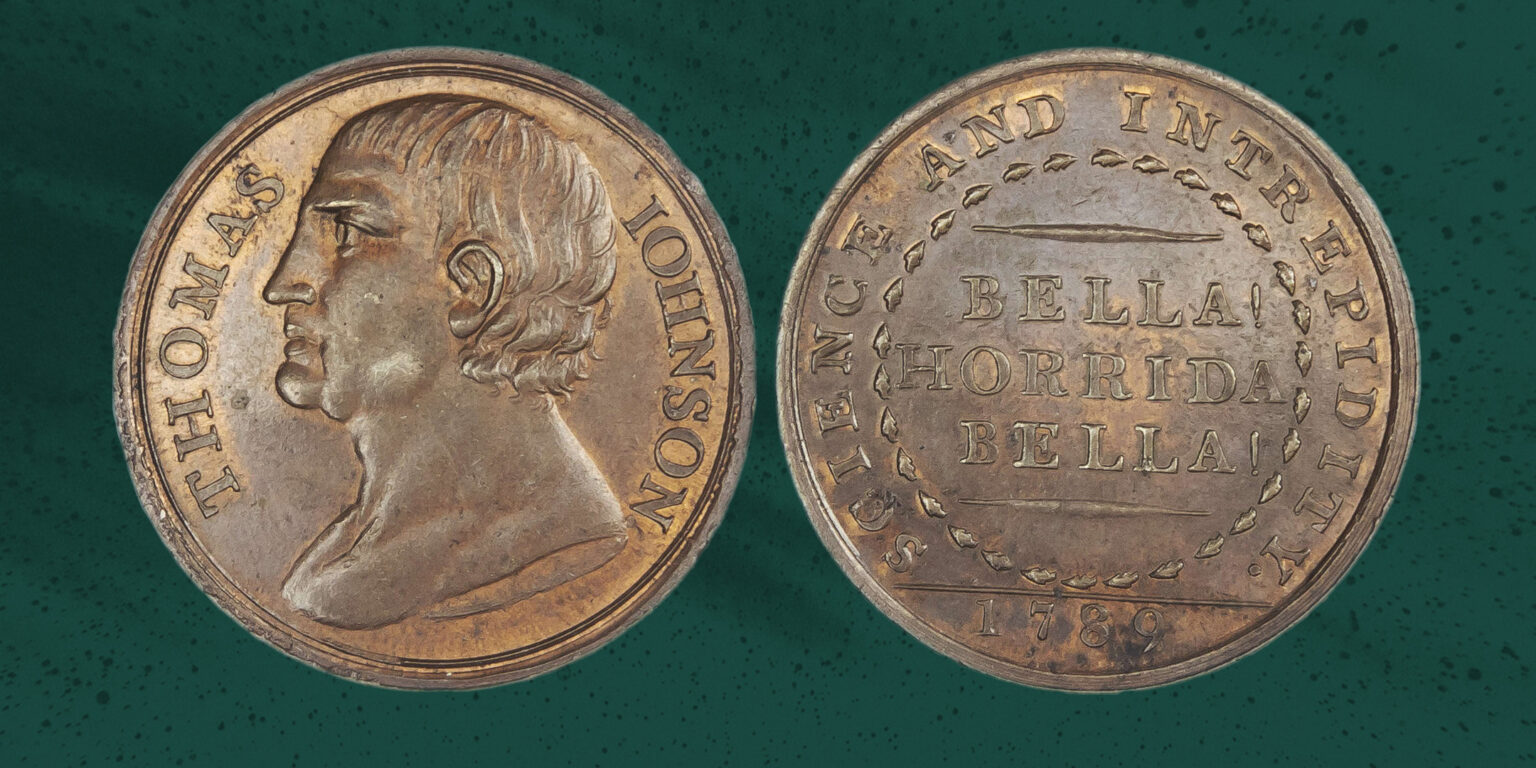 THOMAS IOHNSON
SCIENCE AND INTREPIDITY.
BELLA!
HORRIDA
BELLA!
1789